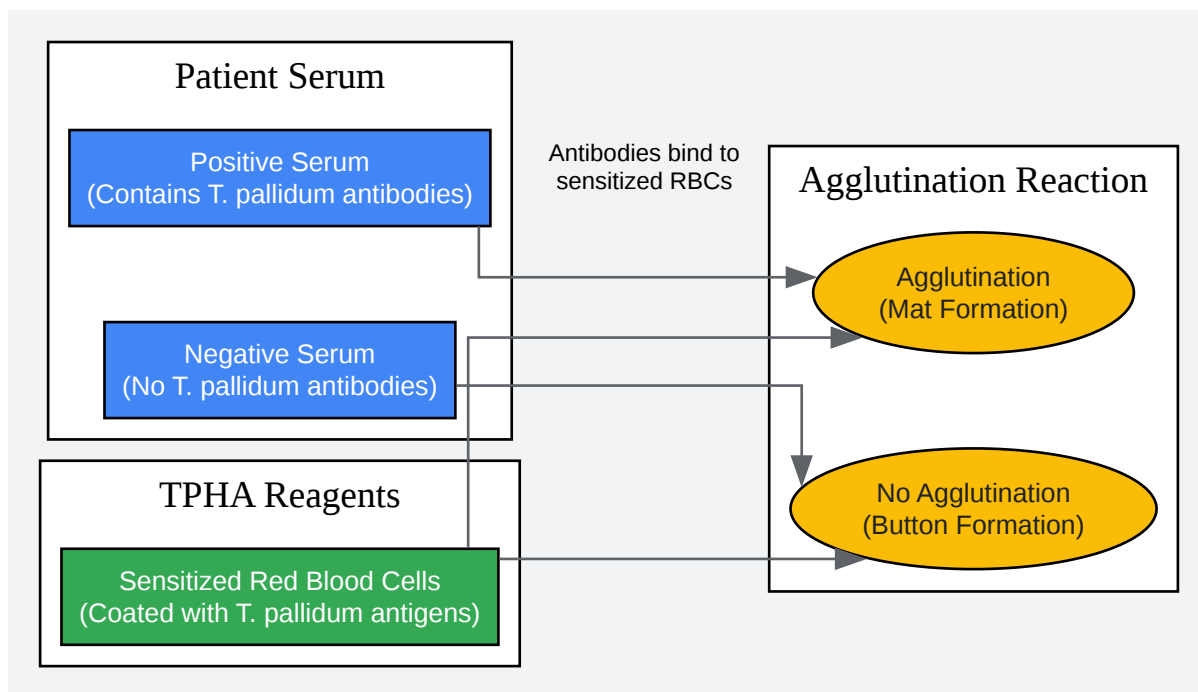 Patient Serum
Positive Serum
(Contains T. pallidum antibodies)
Negative Serum
(No T. pallidum antibodies)
TPHA Reagents
Sensitized Red Blood Cells
(Coated with T. pallidum antigens)
Antibodies bind to
sensitized RBCs
Agglutination Reaction
Agglutination
(Mat Formation)
No Agglutination
(Button Formation)